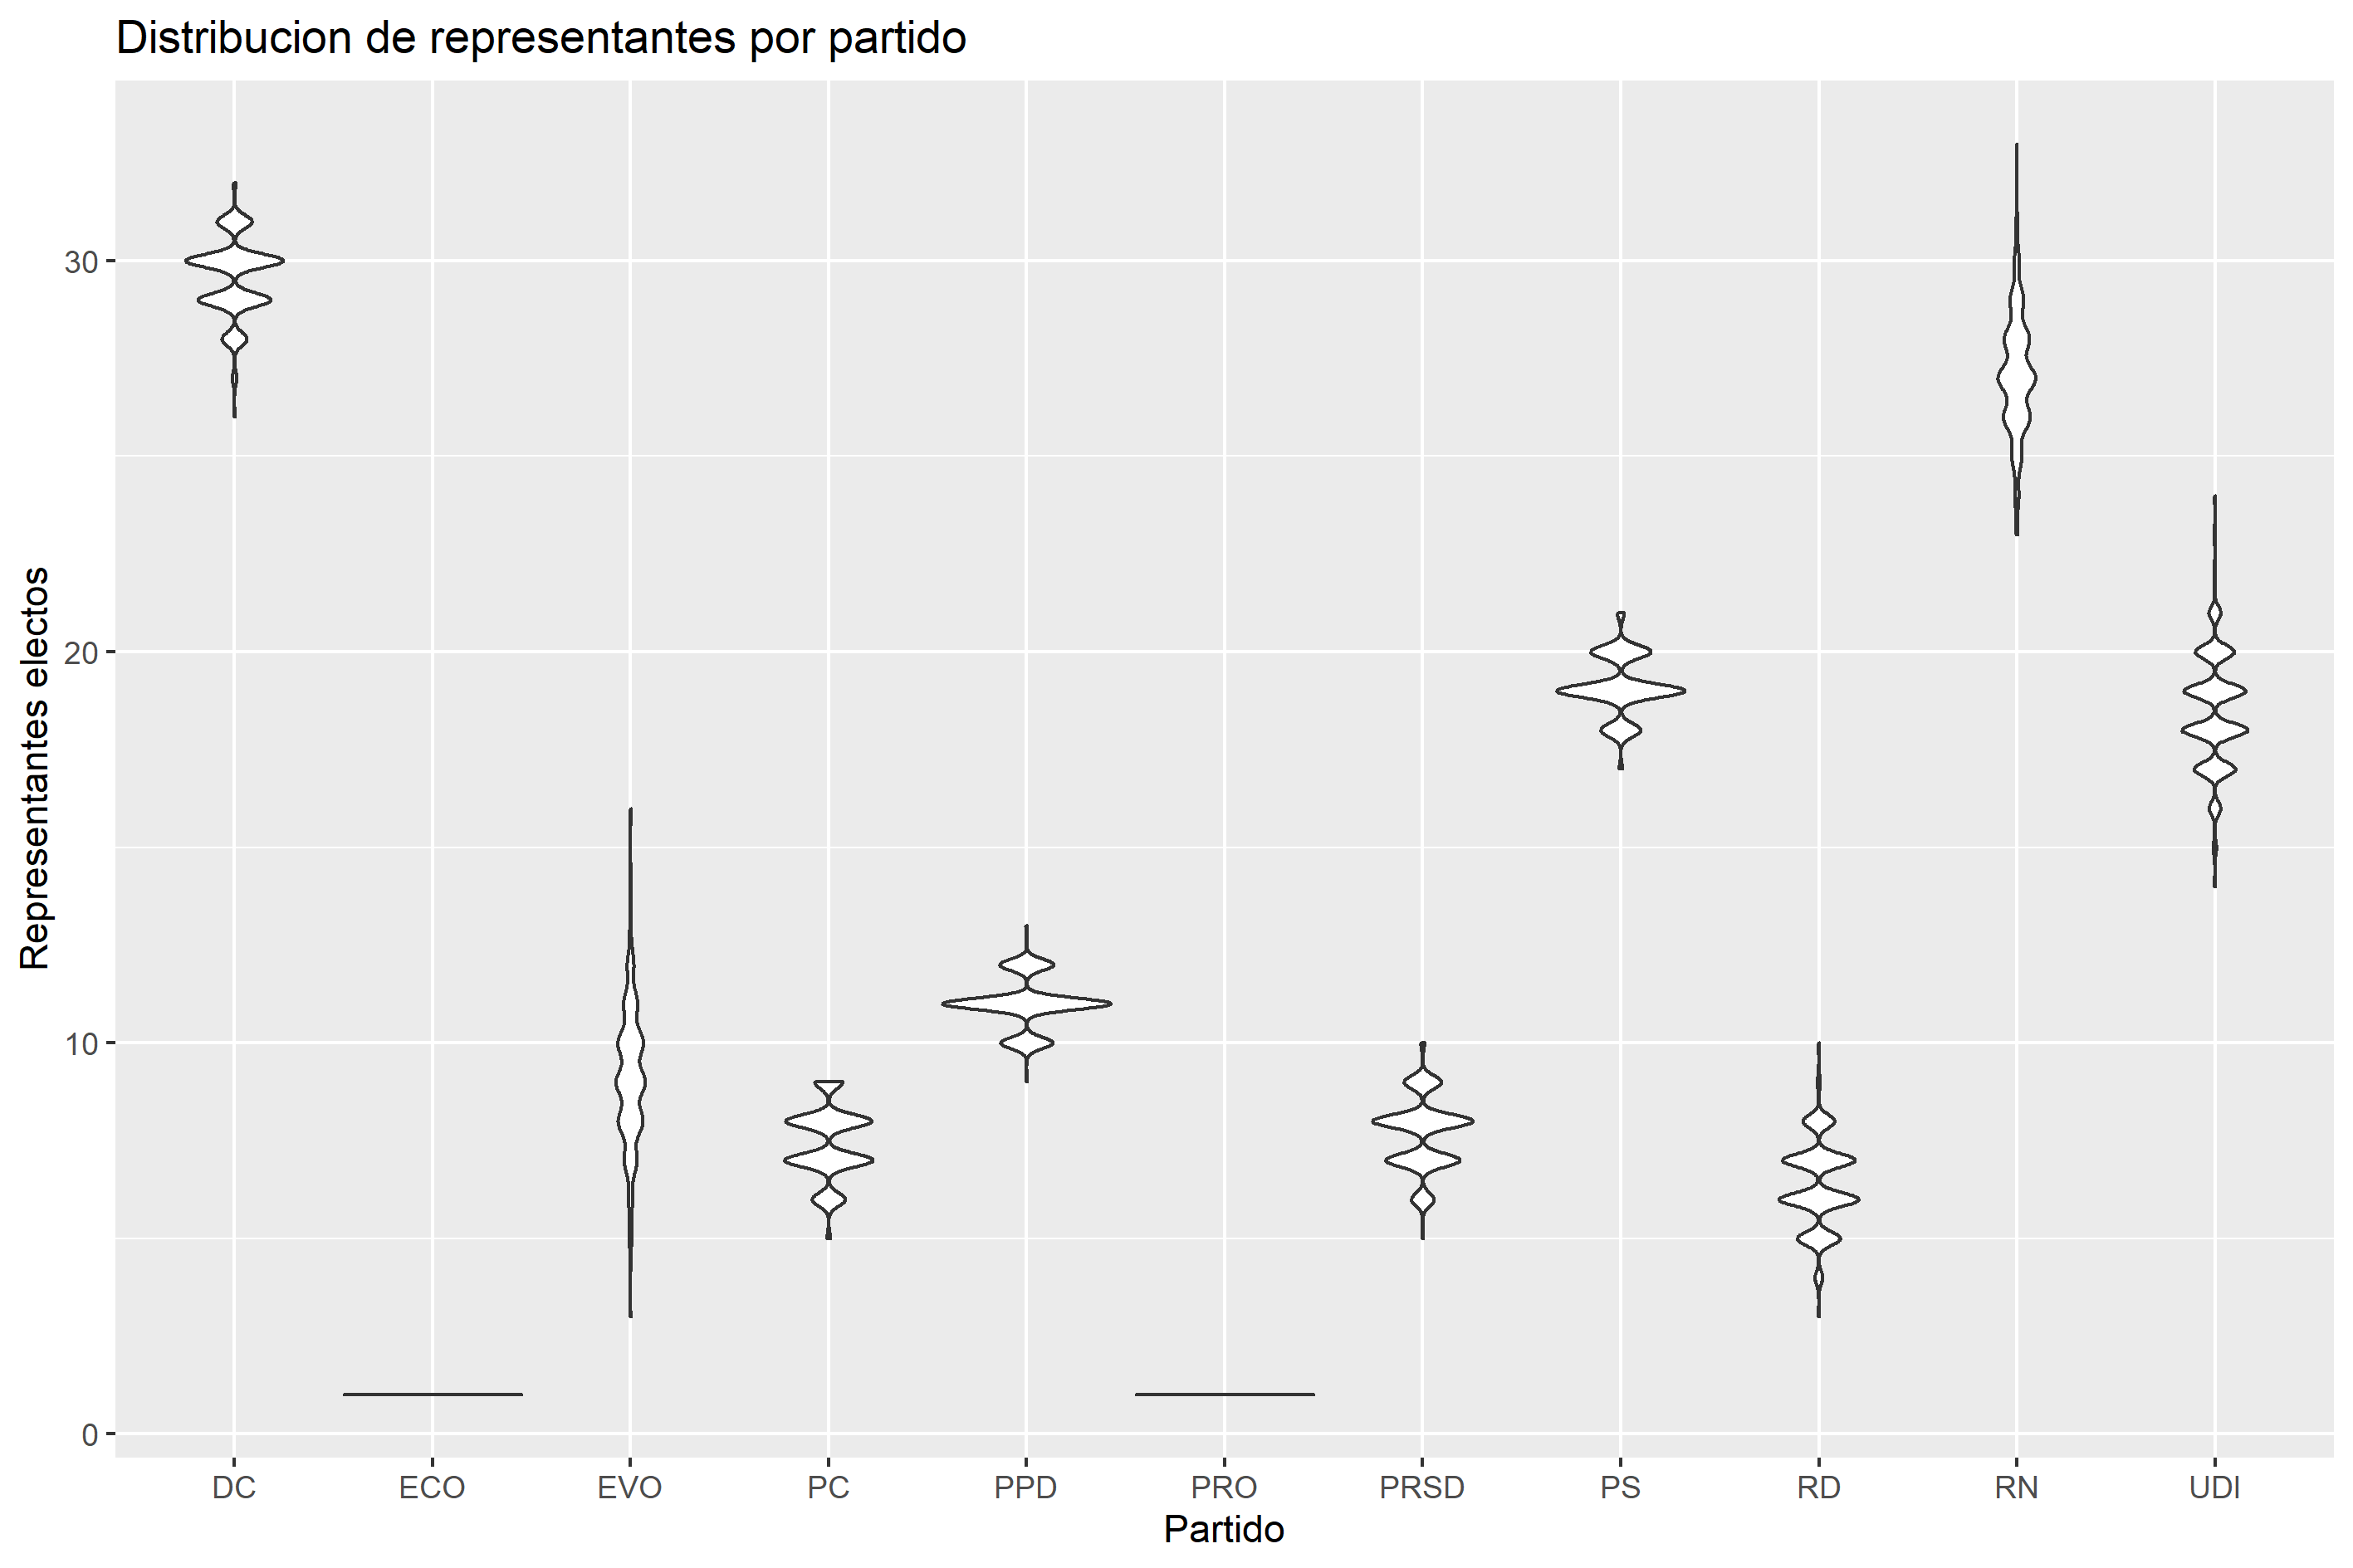 Distribucion de representantes por partido
Representantes electos
30
20
10
0
DC ECO EVO PC PPD PRO PRSD PS RD RN UDI
Partido